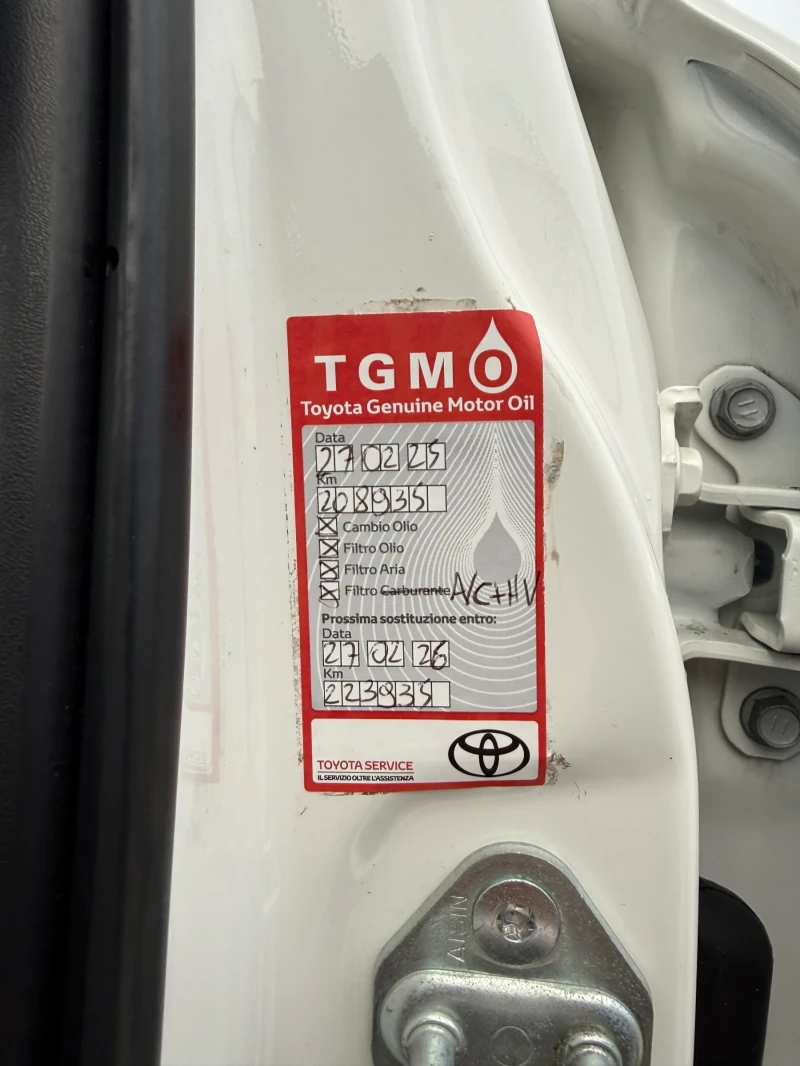 TGMO
Toyota Genuine Motor Oil
Data
27 02 25
Km
208935
Cambio Olio
Filtro Olio
Filtro Aria
Filtro Carburante A/C+HV
Prossima sostituzione entro:
Data
27 02 26
Km
223935
TOYOTA SERVICE
IL SERVIZIO OLTRE L'ASSISTENZA
AISIN